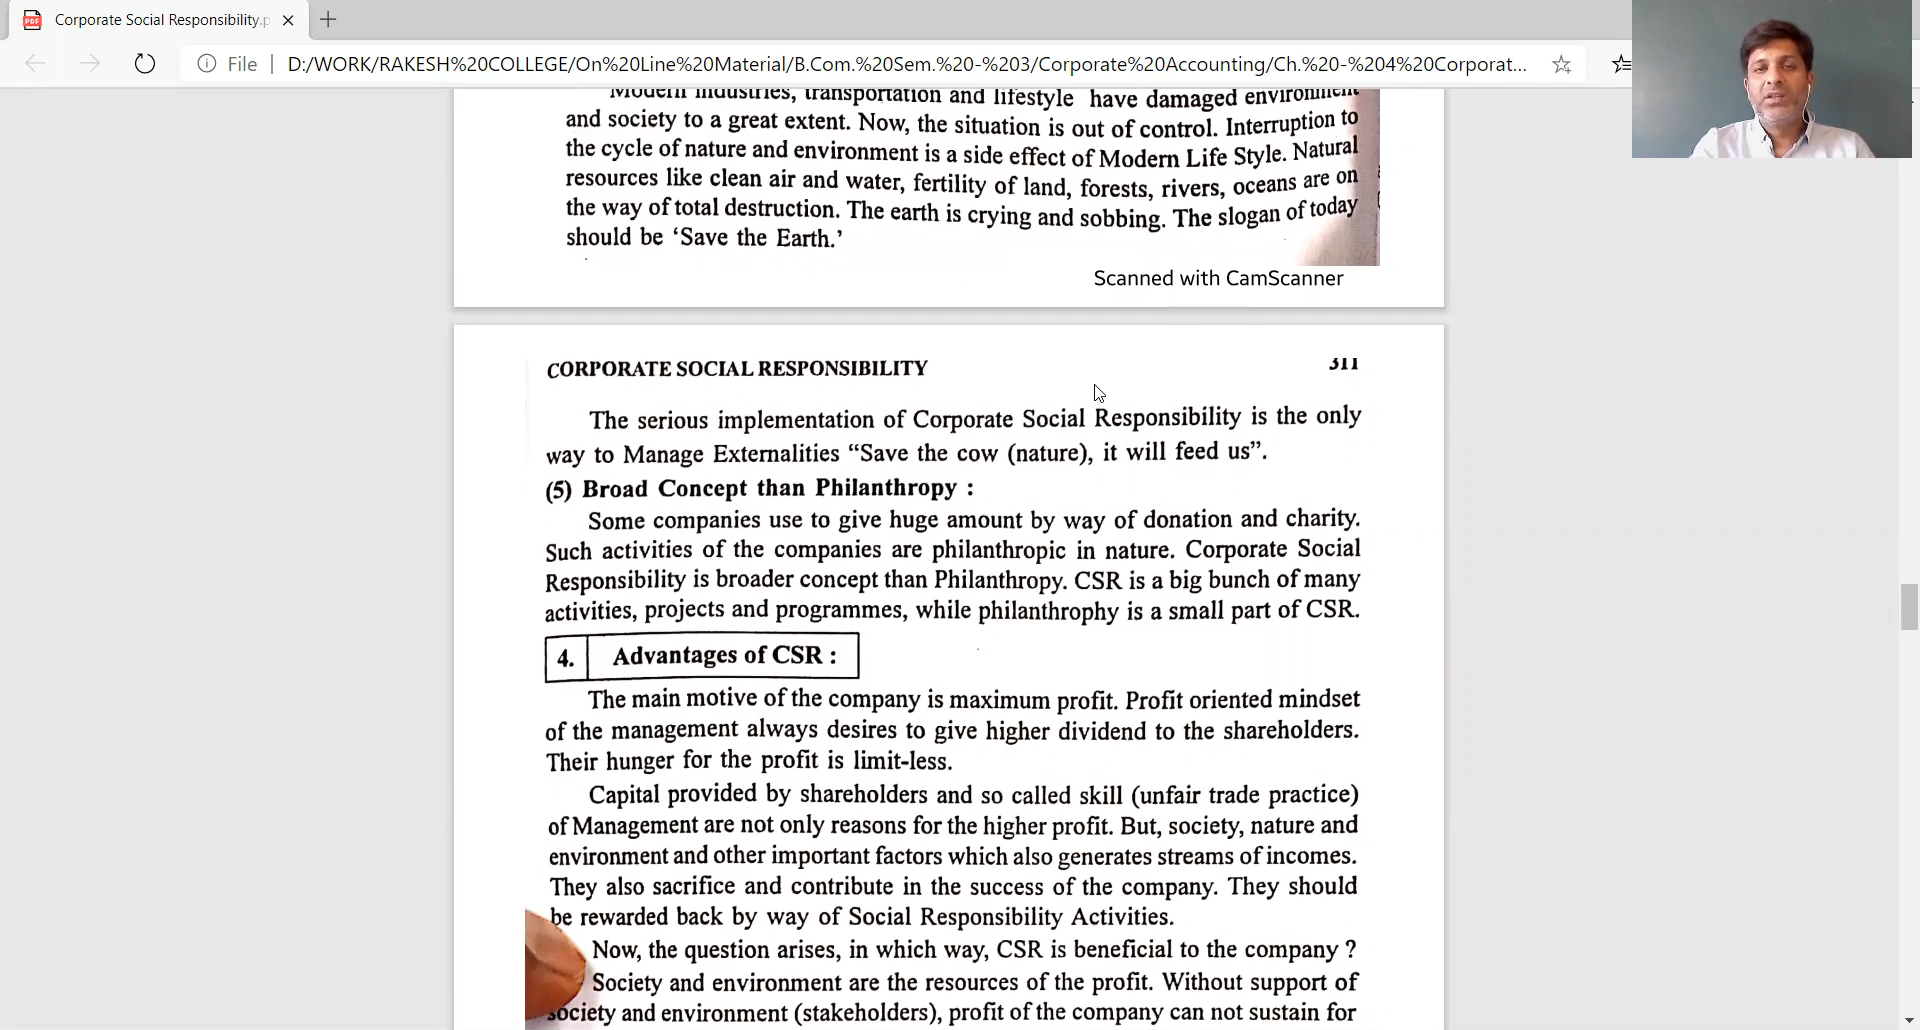 Corporate Social Responsibility.p
File
D:/WORK/RAKESH%20COLLEGE/On%20Line%20Material/B.Com.%20Sem.%20-%203/Corporate%20Accounting/Ch.%20-%204%20Corporat...
Modern industries, transportation and lifestyle have damaged environment
and society to a great extent. Now, the situation is out of control. Interruption to
the cycle of nature and environment is a side effect of Modern Life Style. Natural
resources like clean air and water, fertility of land, forests, rivers, oceans are on
the way of total destruction. The earth is crying and sobbing. The slogan of today
should be ‘Save the Earth.’
Scanned with CamScanner
CORPORATE SOCIAL RESPONSIBILITY 311
The serious implementation of Corporate Social Responsibility is the only
way to Manage Externalities “Save the cow (nature), it will feed us”.
(5) Broad Concept than Philanthropy :
Some companies use to give huge amount by way of donation and charity.
Such activities of the companies are philanthropic in nature. Corporate Social
Responsibility is broader concept than Philanthropy. CSR is a big bunch of many
activities, projects and programmes, while philanthrophy is a small part of CSR.
4. Advantages of CSR :
The main motive of the company is maximum profit. Profit oriented mindset
of the management always desires to give higher dividend to the shareholders.
Their hunger for the profit is limit-less.
Capital provided by shareholders and so called skill (unfair trade practice)
of Management are not only reasons for the higher profit. But, society, nature and
environment and other important factors which also generates streams of incomes.
They also sacrifice and contribute in the success of the company. They should
be rewarded back by way of Social Responsibility Activities.
Now, the question arises, in which way, CSR is beneficial to the company ?
Society and environment are the resources of the profit. Without support of
society and environment (stakeholders), profit of the company can not sustain for